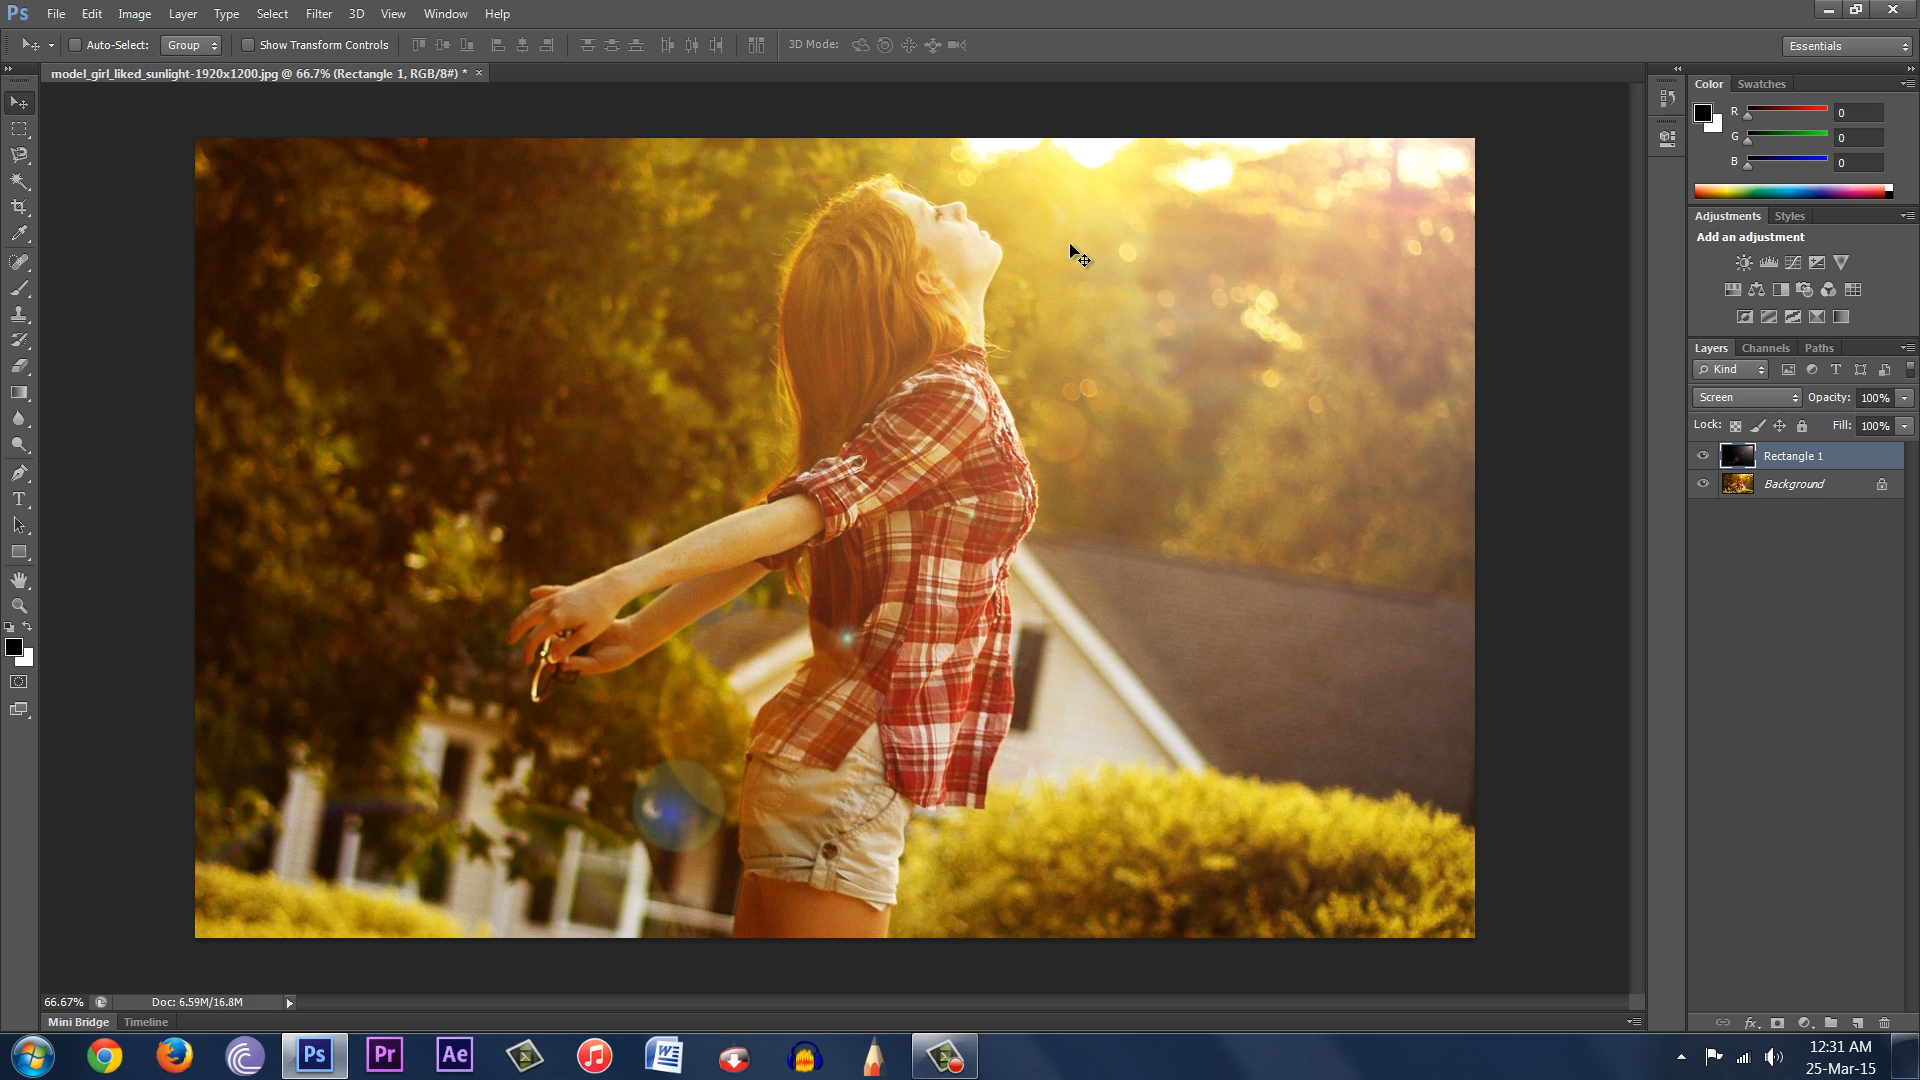 Ps File Edit Image Layer Type Select Filter 3D View Window Help
Auto-Select: Group Show Transform Controls 3D Mode: Essentials
model_girl_liked_sunlight-1920x1200.jpg @ 66.7% (Rectangle 1, RGB/8#) * ×
Color Swatches
R 0
G 0
B 0
Adjustments Styles
Add an adjustment
Layers Channels Paths
Kind
Screen Opacity: 100%
Lock: Fill: 100%
Rectangle 1
Background
66.67% Doc: 6.59M/16.8M
Mini Bridge Timeline
Ps Pr Ae W 12:31 AM
25-Mar-15